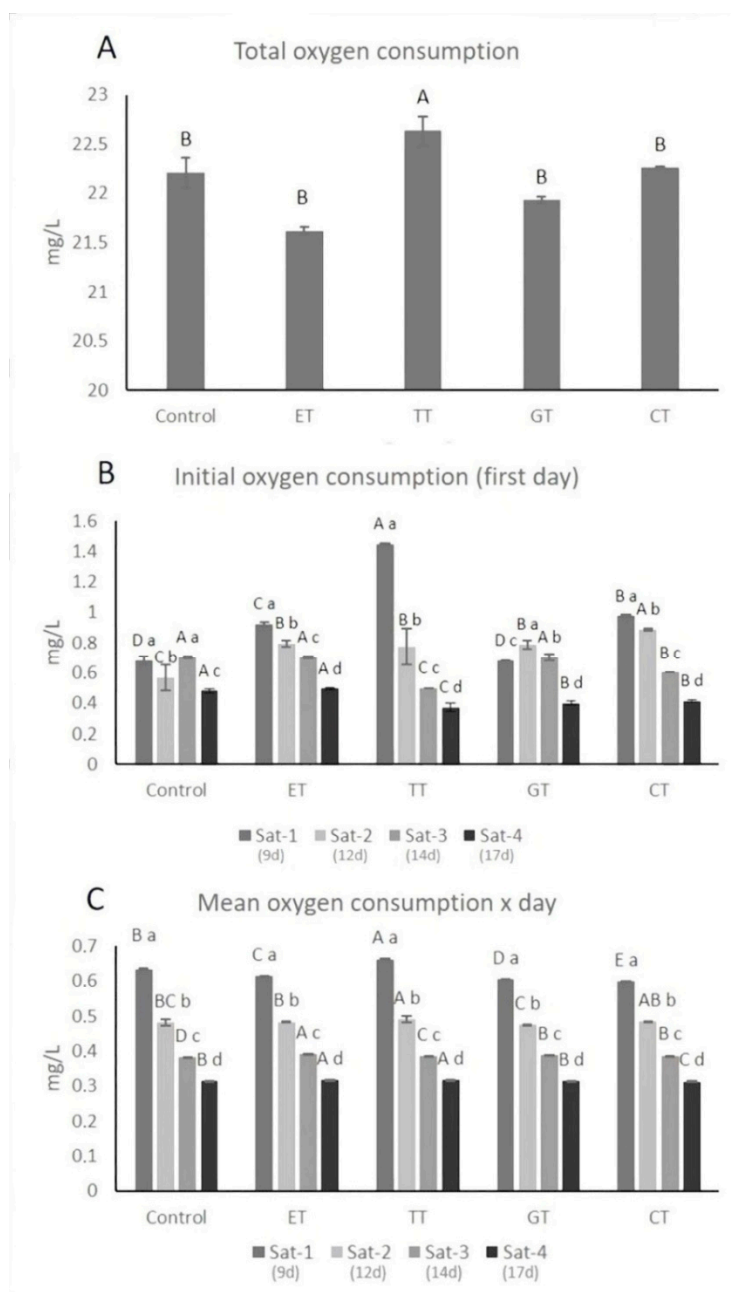 A
Total oxygen consumption
23
22.5
22
21.5
21
20.5
20
mg/L
B
B
A
B
B
Control ET TT GT CT
B
Initial oxygen consumption (first day)
1.6
1.4
1.2
1
0.8
0.6
0.4
0.2
0
mg/L
D a C b A a A c
C a B b A c A d
A a B b C c C d
D c B a A b B d
B a A b B c B d
Control ET TT GT CT
Sat-1 Sat-2 Sat-3 Sat-4
(9d) (12d) (14d) (17d)
C
Mean oxygen consumption x day
0.7
0.6
0.5
0.4
0.3
0.2
0.1
0
mg/L
B a BC b D c B d
C a B b A c A d
A a A b C c A d
D a C b B c B d
E a AB b B c C d
Control ET TT GT CT
Sat-1 Sat-2 Sat-3 Sat-4
(9d) (12d) (14d) (17d)